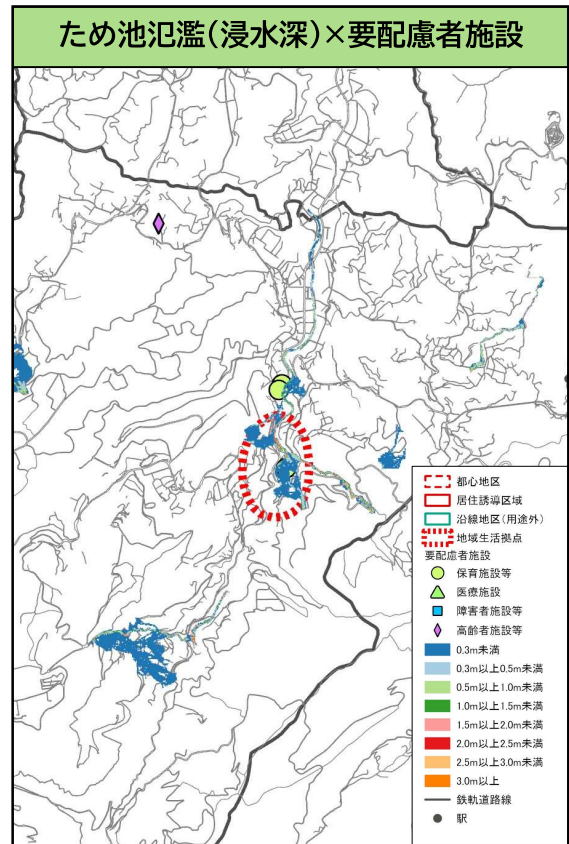 ため池氾濫(浸水深)×要配慮者施設
都心地区
居住誘導区域
沿線地区(用途外)
地域生活拠点
要配慮者施設
保育施設等
医療施設
障害者施設等
高齢者施設等
0.3m未満
0.3m以上0.5m未満
0.5m以上1.0m未満
1.0m以上1.5m未満
1.5m以上2.0m未満
2.0m以上2.5m未満
2.5m以上3.0m未満
3.0m以上
鉄軌道路線
駅